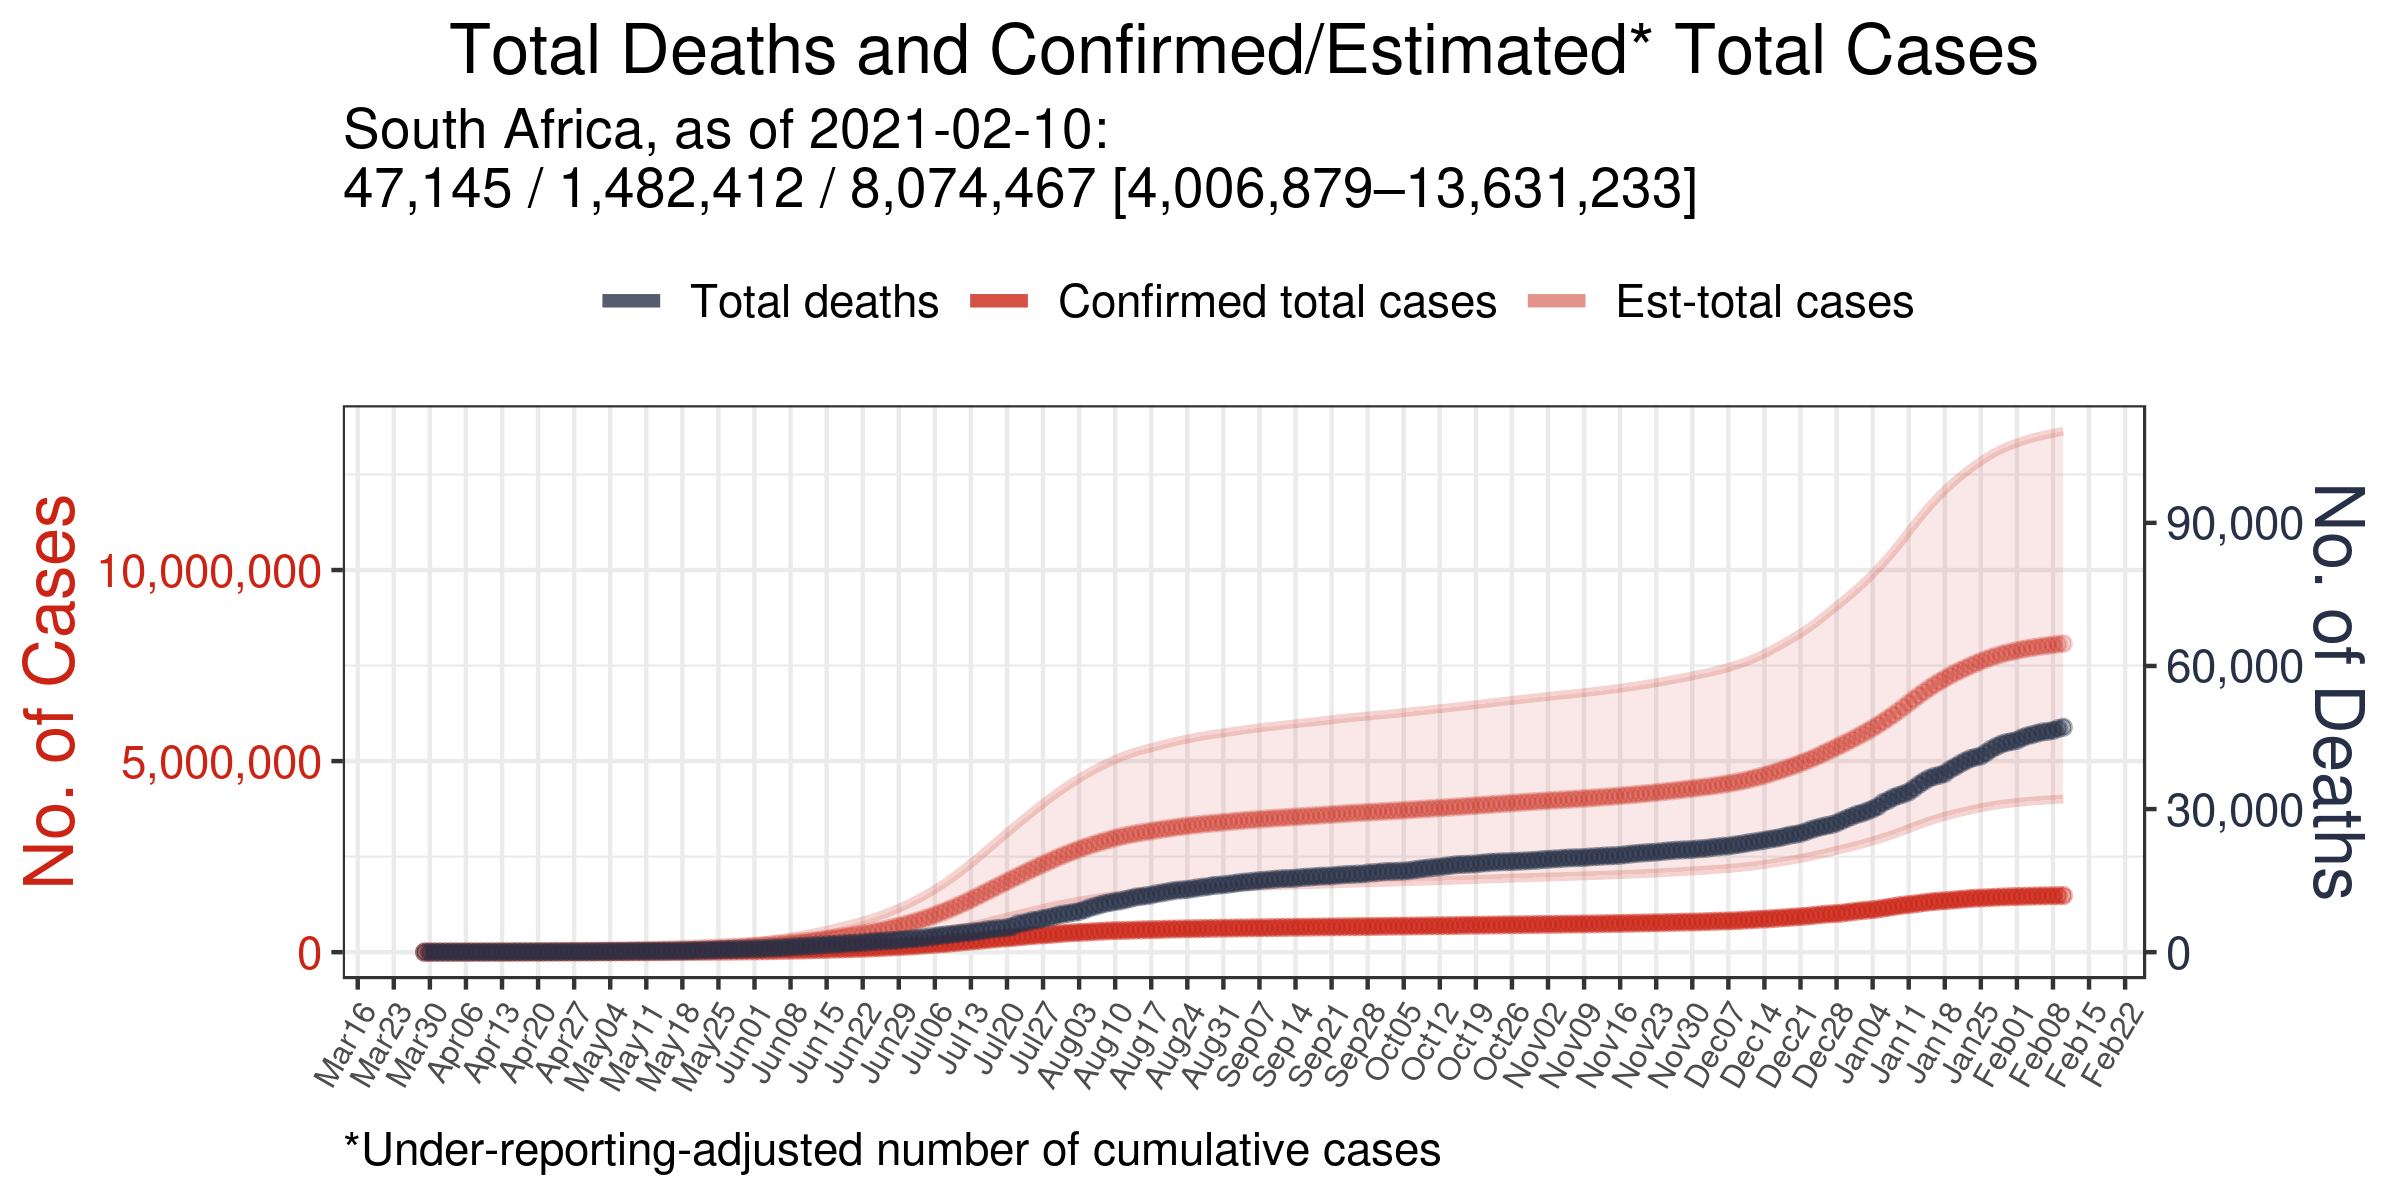 Total Deaths and Confirmed/Estimated* Total Cases
South Africa, as of 2021-02-10:
47,145 / 1,482,412 / 8,074,467 [4,006,879–13,631,233]
Total deaths
Confirmed total cases
Est-total cases
No. of Cases
10,000,000
5,000,000
0
No. of Deaths
90,000
60,000
30,000
0
Mar16
Mar23
Mar30
Apr06
Apr13
Apr20
Apr27
May04
May11
May18
May25
Jun01
Jun08
Jun15
Jun22
Jun29
Jul06
Jul13
Jul20
Jul27
Aug03
Aug10
Aug17
Aug24
Aug31
Sep07
Sep14
Sep21
Sep28
Oct05
Oct12
Oct19
Oct26
Nov02
Nov09
Nov16
Nov23
Nov30
Dec07
Dec14
Dec21
Dec28
Jan04
Jan11
Jan18
Jan25
Feb01
Feb08
Feb15
Feb22
*Under-reporting-adjusted number of cumulative cases